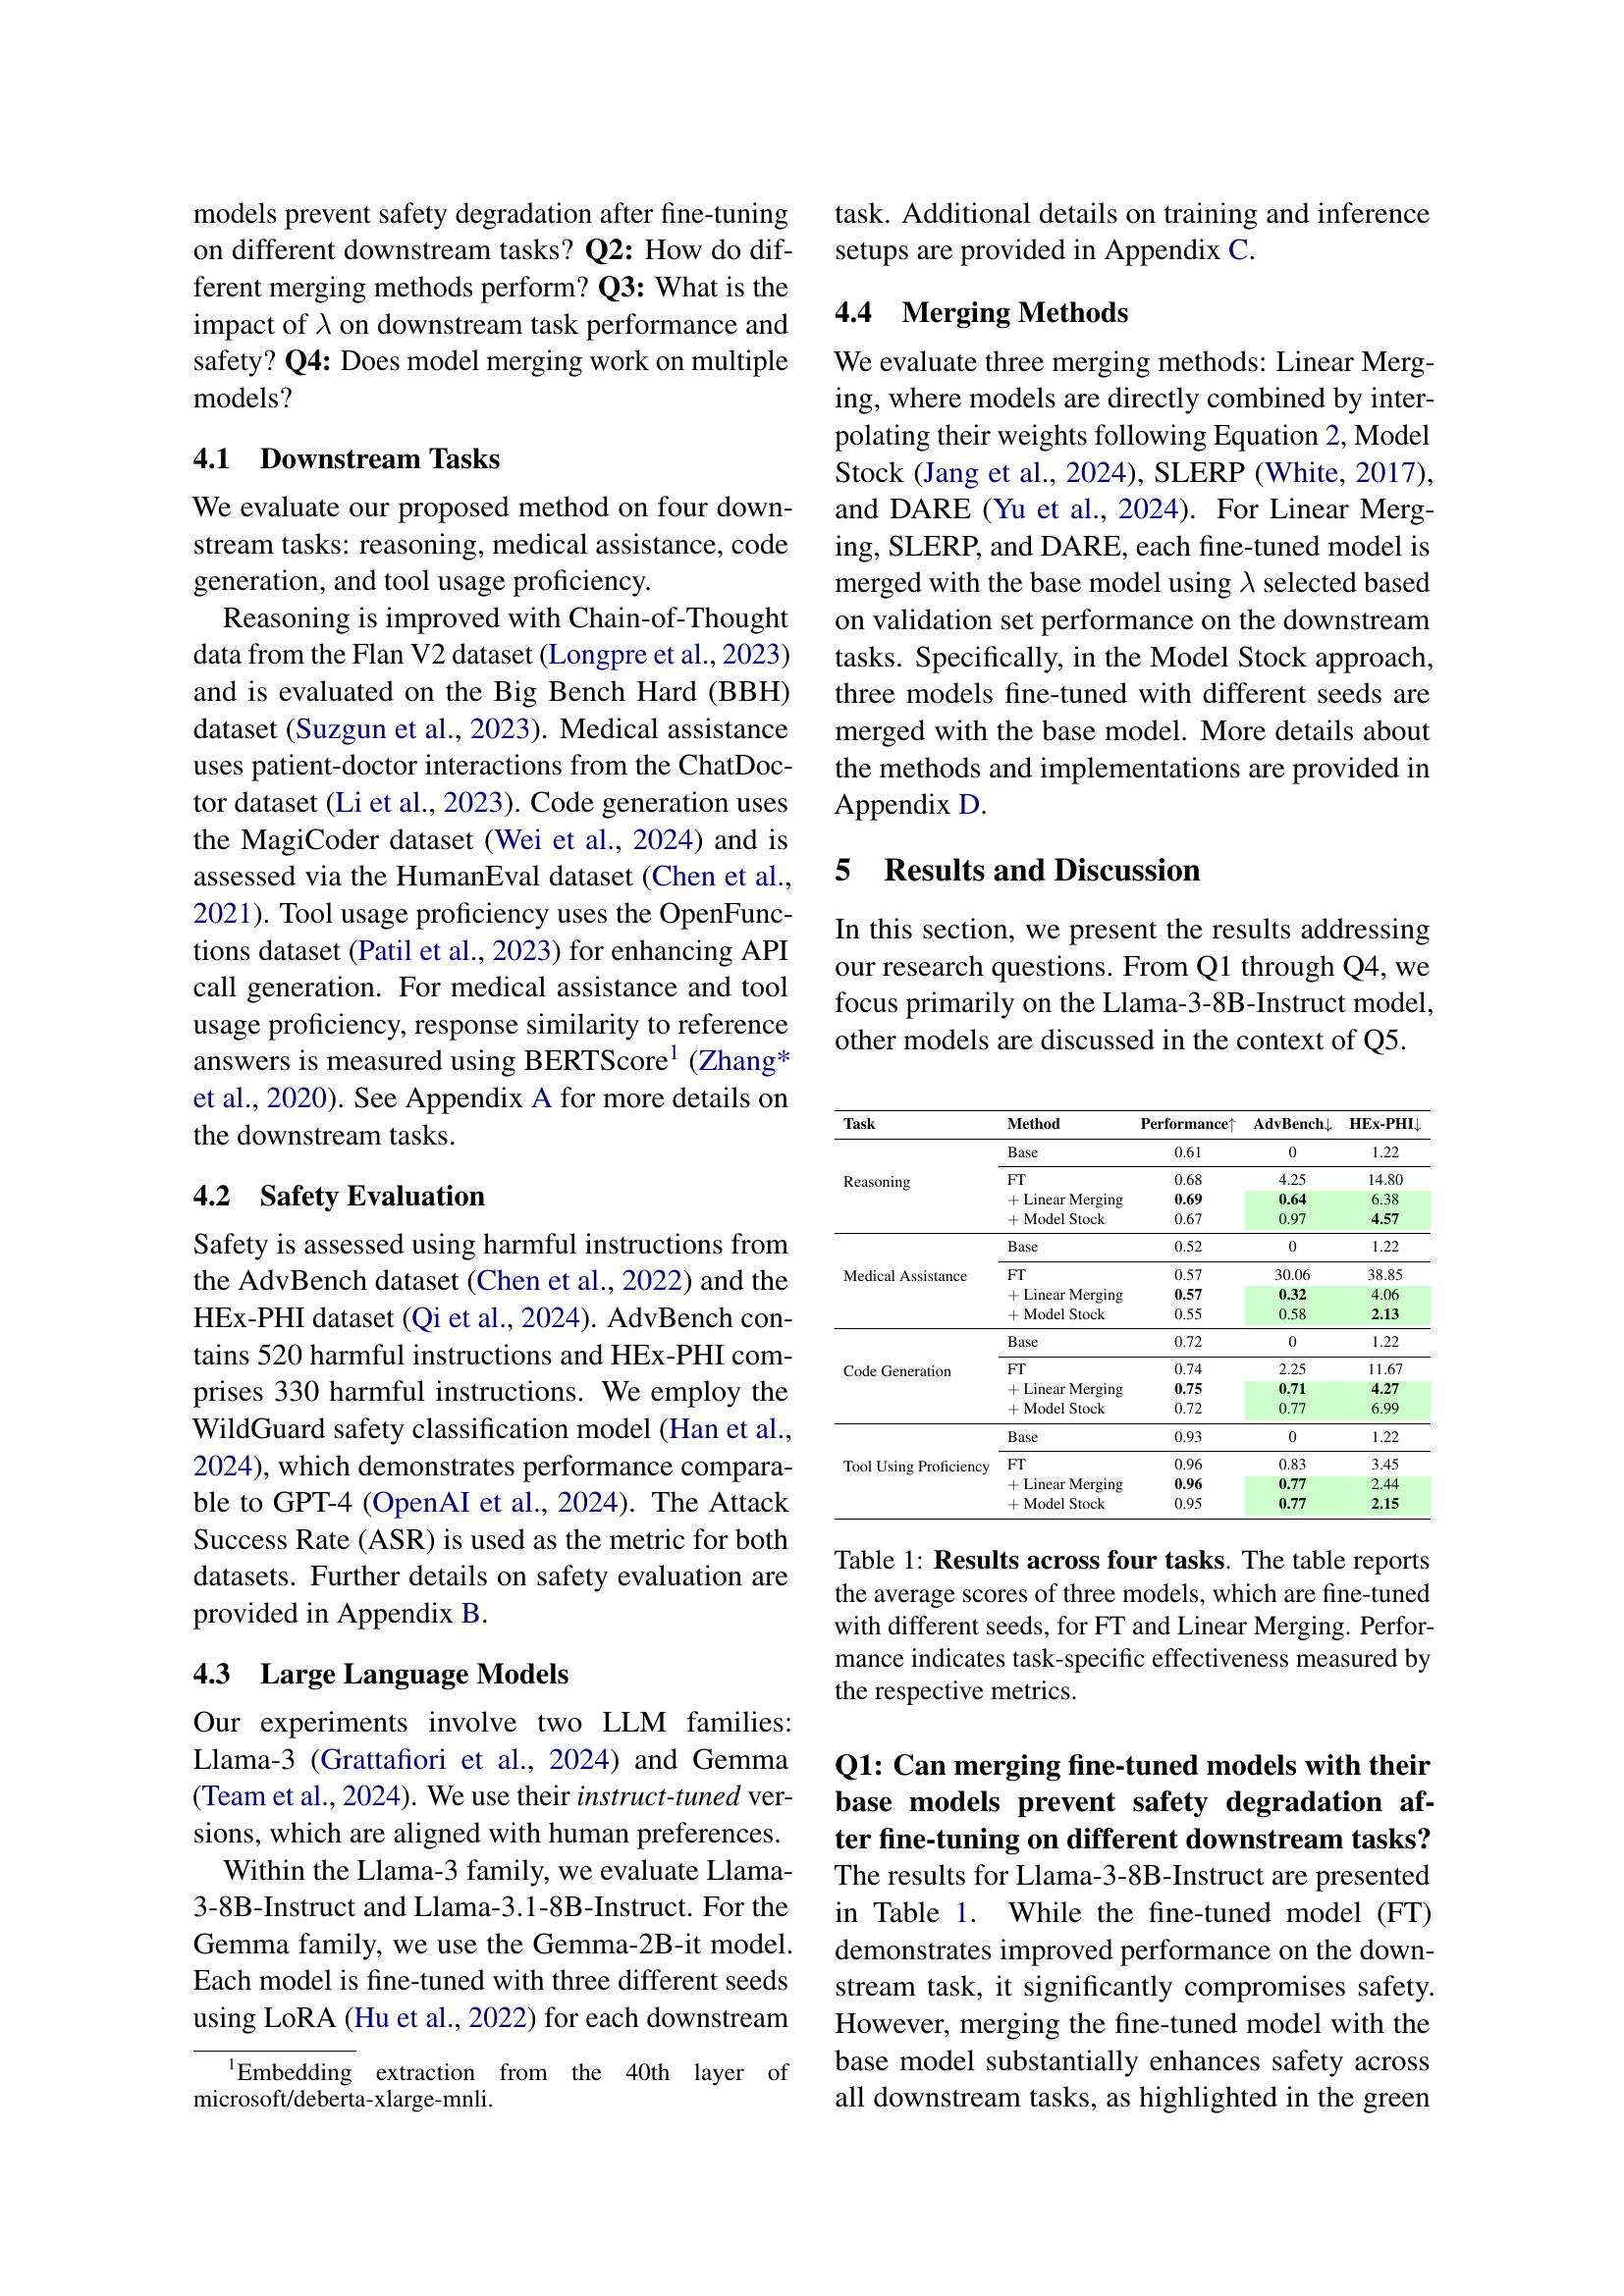 models prevent safety degradation after fine-tuning
on different downstream tasks? Q2: How do dif-
ferent merging methods perform? Q3: What is the
impact of λ on downstream task performance and
safety? Q4: Does model merging work on multiple
models?
4.1 Downstream Tasks
We evaluate our proposed method on four down-
stream tasks: reasoning, medical assistance, code
generation, and tool usage proficiency.
Reasoning is improved with Chain-of-Thought
data from the Flan V2 dataset (Longpre et al., 2023)
and is evaluated on the Big Bench Hard (BBH)
dataset (Suzgun et al., 2023). Medical assistance
uses patient-doctor interactions from the ChatDoc-
tor dataset (Li et al., 2023). Code generation uses
the MagiCoder dataset (Wei et al., 2024) and is
assessed via the HumanEval dataset (Chen et al.,
2021). Tool usage proficiency uses the OpenFunc-
tions dataset (Patil et al., 2023) for enhancing API
call generation. For medical assistance and tool
usage proficiency, response similarity to reference
answers is measured using BERTScore1 (Zhang*
et al., 2020). See Appendix A for more details on
the downstream tasks.
4.2 Safety Evaluation
Safety is assessed using harmful instructions from
the AdvBench dataset (Chen et al., 2022) and the
HEx-PHI dataset (Qi et al., 2024). AdvBench con-
tains 520 harmful instructions and HEx-PHI com-
prises 330 harmful instructions. We employ the
WildGuard safety classification model (Han et al.,
2024), which demonstrates performance compara-
ble to GPT-4 (OpenAI et al., 2024). The Attack
Success Rate (ASR) is used as the metric for both
datasets. Further details on safety evaluation are
provided in Appendix B.
4.3 Large Language Models
Our experiments involve two LLM families:
Llama-3 (Grattafiori et al., 2024) and Gemma
(Team et al., 2024). We use their instruct-tuned ver-
sions, which are aligned with human preferences.
Within the Llama-3 family, we evaluate Llama-
3-8B-Instruct and Llama-3.1-8B-Instruct. For the
Gemma family, we use the Gemma-2B-it model.
Each model is fine-tuned with three different seeds
using LoRA (Hu et al., 2022) for each downstream
1Embedding extraction from the 40th layer of
microsoft/deberta-xlarge-mnli.
task. Additional details on training and inference
setups are provided in Appendix C.
4.4 Merging Methods
We evaluate three merging methods: Linear Merg-
ing, where models are directly combined by inter-
polating their weights following Equation 2, Model
Stock (Jang et al., 2024), SLERP (White, 2017),
and DARE (Yu et al., 2024). For Linear Merg-
ing, SLERP, and DARE, each fine-tuned model is
merged with the base model using λ selected based
on validation set performance on the downstream
tasks. Specifically, in the Model Stock approach,
three models fine-tuned with different seeds are
merged with the base model. More details about
the methods and implementations are provided in
Appendix D.
5 Results and Discussion
In this section, we present the results addressing
our research questions. From Q1 through Q4, we
focus primarily on the Llama-3-8B-Instruct model,
other models are discussed in the context of Q5.
Task Method Performance↑ AdvBench↓ HEx-PHI↓
Base 0.61 0 1.22
Reasoning FT 0.68 4.25 14.80
+ Linear Merging 0.69 0.64 6.38
+ Model Stock 0.67 0.97 4.57
Base 0.52 0 1.22
Medical Assistance FT 0.57 30.06 38.85
+ Linear Merging 0.57 0.32 4.06
+ Model Stock 0.55 0.58 2.13
Base 0.72 0 1.22
Code Generation FT 0.74 2.25 11.67
+ Linear Merging 0.75 0.71 4.27
+ Model Stock 0.72 0.77 6.99
Base 0.93 0 1.22
Tool Using Proficiency FT 0.96 0.83 3.45
+ Linear Merging 0.96 0.77 2.44
+ Model Stock 0.95 0.77 2.15
Table 1: Results across four tasks. The table reports
the average scores of three models, which are fine-tuned
with different seeds, for FT and Linear Merging. Perfor-
mance indicates task-specific effectiveness measured by
the respective metrics.
Q1: Can merging fine-tuned models with their
base models prevent safety degradation af-
ter fine-tuning on different downstream tasks?
The results for Llama-3-8B-Instruct are presented
in Table 1. While the fine-tuned model (FT)
demonstrates improved performance on the down-
stream task, it significantly compromises safety.
However, merging the fine-tuned model with the
base model substantially enhances safety across
all downstream tasks, as highlighted in the green